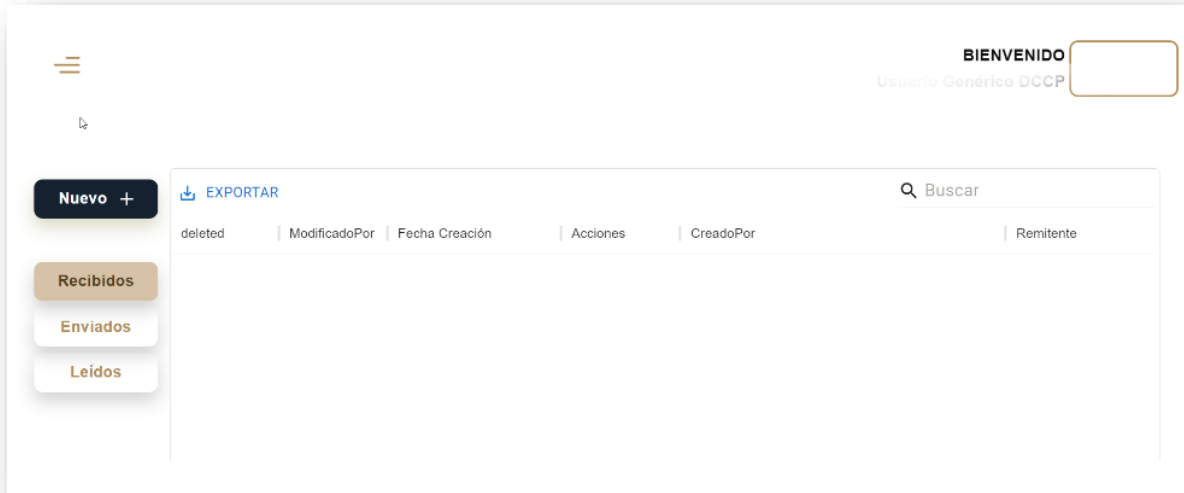 BIENVENIDO
Usuario Genérico DCCP
Nuevo +
EXPORTAR
Buscar
deleted ModificadoPor Fecha Creación Acciones CreadoPor Remitente
Recibidos
Enviados
Leídos